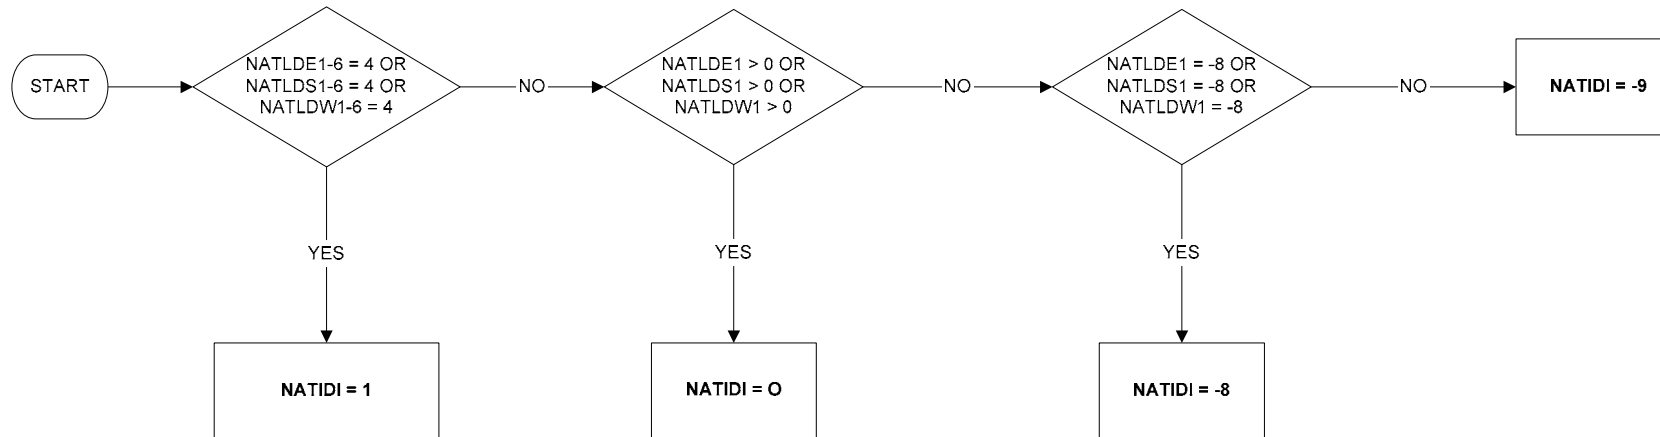 START
NATLDE1-6 = 4 OR
NATLDS1-6 = 4 OR
NATLDW1-6 = 4
NO
NATLDE1 > 0 OR
NATLDS1 > 0 OR
NATLDW1 > 0
NO
NATLDE1 = -8 OR
NATLDS1 = -8 OR
NATLDW1 = -8
NO
NATIDI = -9
YES
YES
YES
NATIDI = 1
NATIDI = O
NATIDI = -8